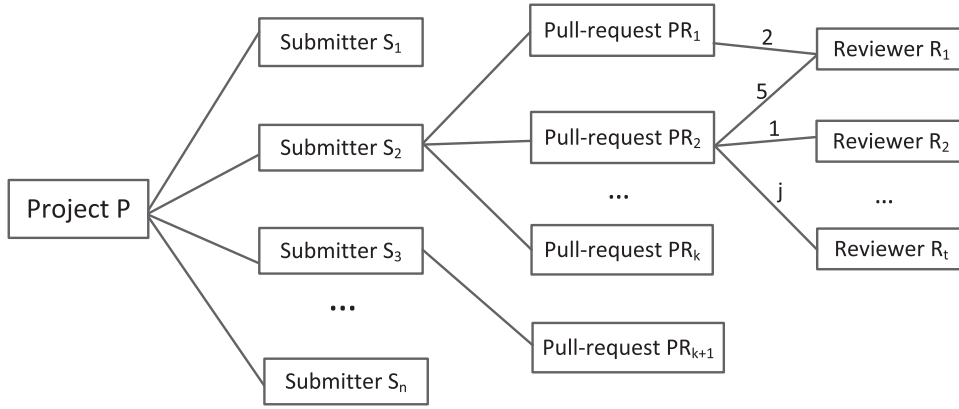 Project P
Submitter S₁
Submitter S₂
Submitter S₃
...
Submitter Sₙ
Pull-request PR₁
Pull-request PR₂
...
Pull-request PRₖ
Pull-request PRₖ₊₁
2
5
1
j
Reviewer R₁
Reviewer R₂
...
Reviewer Rₜ